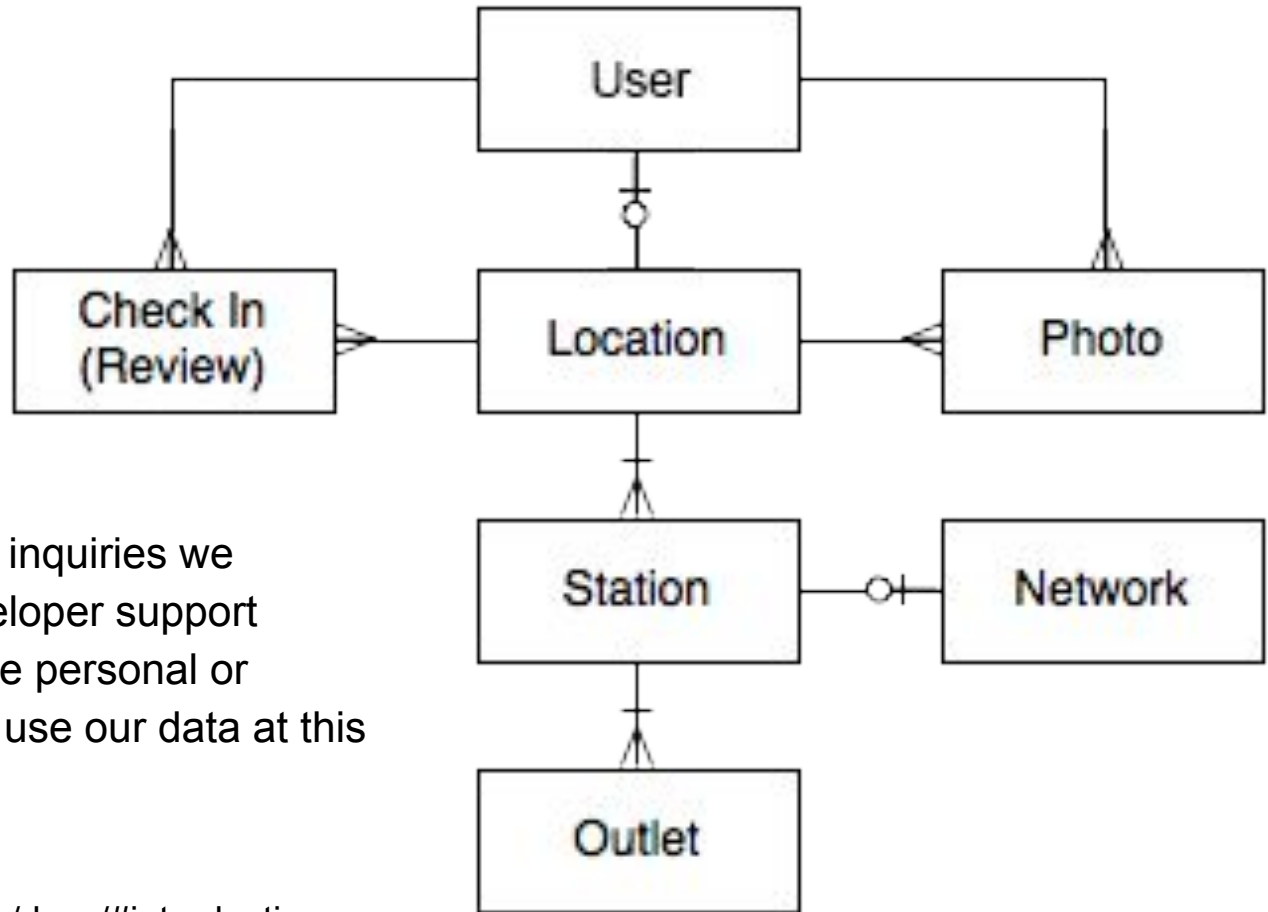 User
Check In
(Review)
Location
Photo
inquiries we
eloper support
e personal or
use our data at this
Station
Network
Outlet